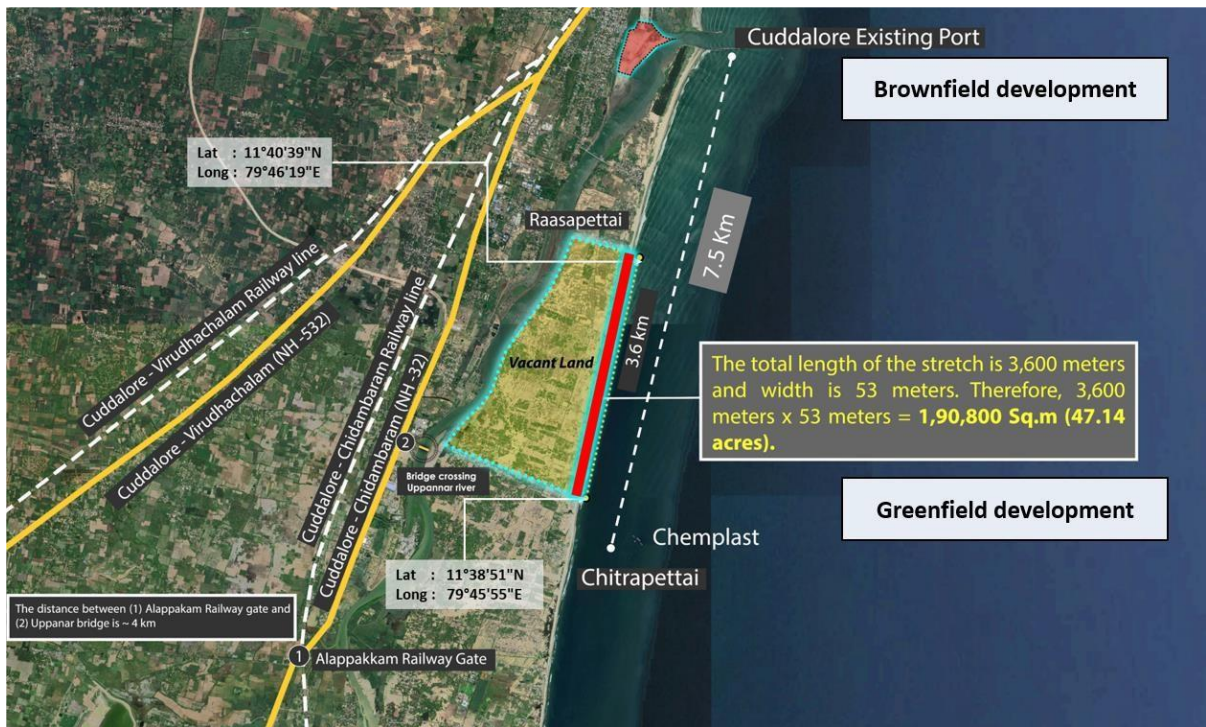 Cuddalore Existing Port
Brownfield development
Lat : 11°40'39"N
Long : 79°46'19"E
Raasapettai
7.5 Km
Cuddalore - Virudhachalam Railway line
Cuddalore - Virudhachalam (NH -532)
Cuddalore - Chidambaram Railway line
Cuddalore - Chidambaram (NH -32)
Vacant Land
3.6 km
The total length of the stretch is 3,600 meters
and width is 53 meters. Therefore, 3,600
meters x 53 meters = 1,90,800 Sq.m (47.14
acres).
2
Bridge crossing
Uppannar river
Greenfield development
Chemplast
Chitrapettai
Lat : 11°38'51"N
Long : 79°45'55"E
The distance between (1) Alappakam Railway gate and
(2) Uppanar bridge is ~ 4 km
1
Alappakkam Railway Gate